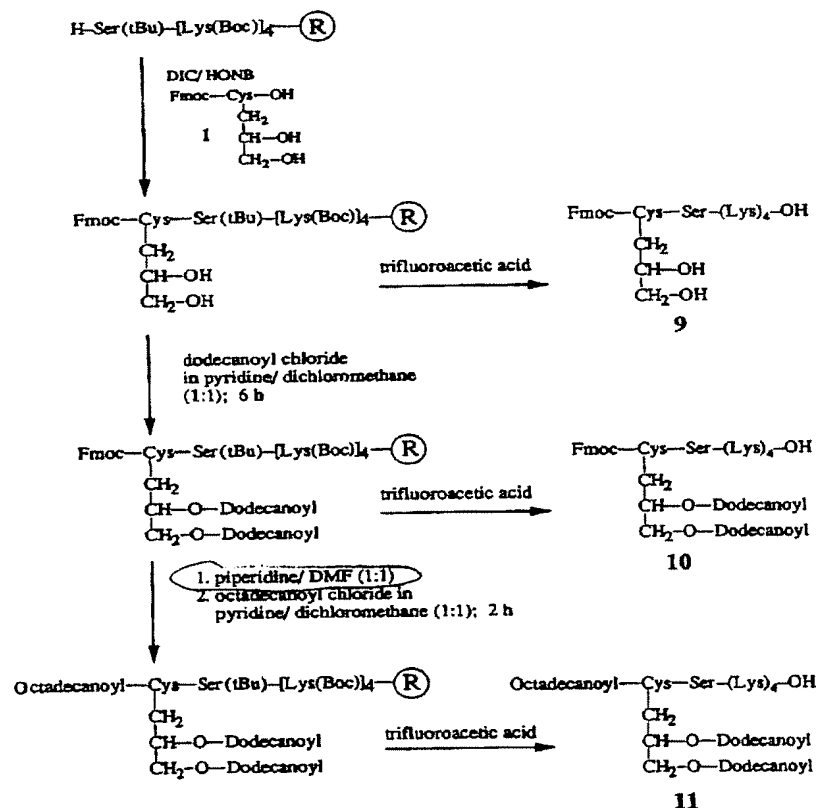 H-Ser(tBu)-[Lys(Boc)]4-R
DIC/ HONB
Fmoc-Cys-OH
CH2
1
CH-OH
CH2-OH
Fmoc-Cys-Ser(tBu)-[Lys(Boc)]4-R
CH2
CH-OH
CH2-OH
trifluoroacetic acid
Fmoc-Cys-Ser-(Lys)4-OH
CH2
CH-OH
CH2-OH
9
dodecanoyl chloride
in pyridine/ dichloromethane
(1:1); 6 h
Fmoc-Cys-Ser(tBu)-[Lys(Boc)]4-R
CH2
CH-O-Dodecanoyl
CH2-O-Dodecanoyl
trifluoroacetic acid
Fmoc-Cys-Ser-(Lys)4-OH
CH2
CH-O-Dodecanoyl
CH2-O-Dodecanoyl
10
1. piperidine/ DMF (1:1)
2. octadecanoyl chloride in
pyridine/ dichloromethane (1:1); 2 h
Octadecanoyl-Cys-Ser(tBu)-[Lys(Boc)]4-R
CH2
CH-O-Dodecanoyl
CH2-O-Dodecanoyl
trifluoroacetic acid
Octadecanoyl-Cys-Ser-(Lys)4-OH
CH2
CH-O-Dodecanoyl
CH2-O-Dodecanoyl
11